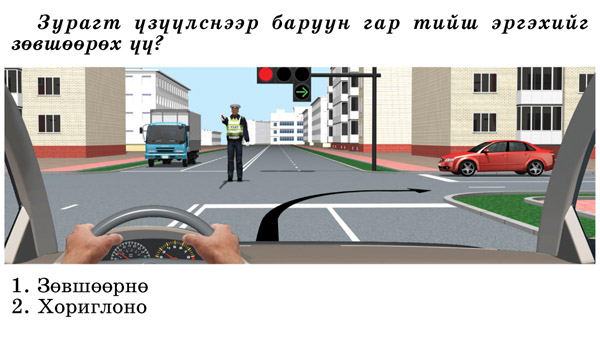 Зурагт үзүүлснээр баруун гар тийш эргэхийг
зөвшөөрөх үү?
1. Зөвшөөрнө
2. Хориглоно